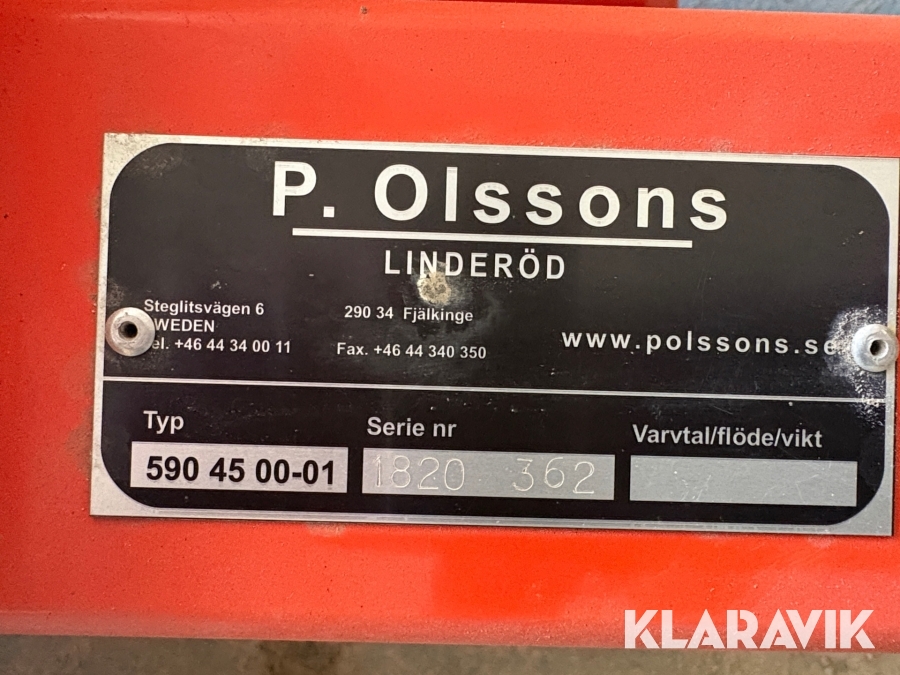 P. Olssons
LINDERÖD
Steglitsvägen 6 290 34 Fjälkinge
WEDEN
el. +46 44 34 00 11 Fax. +46 44 340 350 www.polssons.se
Typ Serie nr Varvtal/flöde/vikt
590 45 00-01 1820 362
KLARAVIK